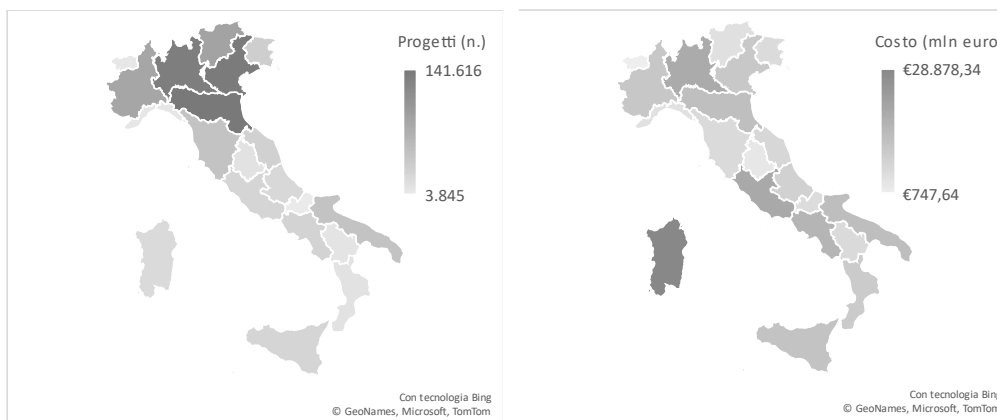 Progetti (n.)
141.616
3.845
Con tecnologia Bing
© GeoNames, Microsoft, TomTom
Costo (mln euro
€28.878,34
€747,64
Con tecnologia Bing
© GeoNames, Microsoft, TomTom